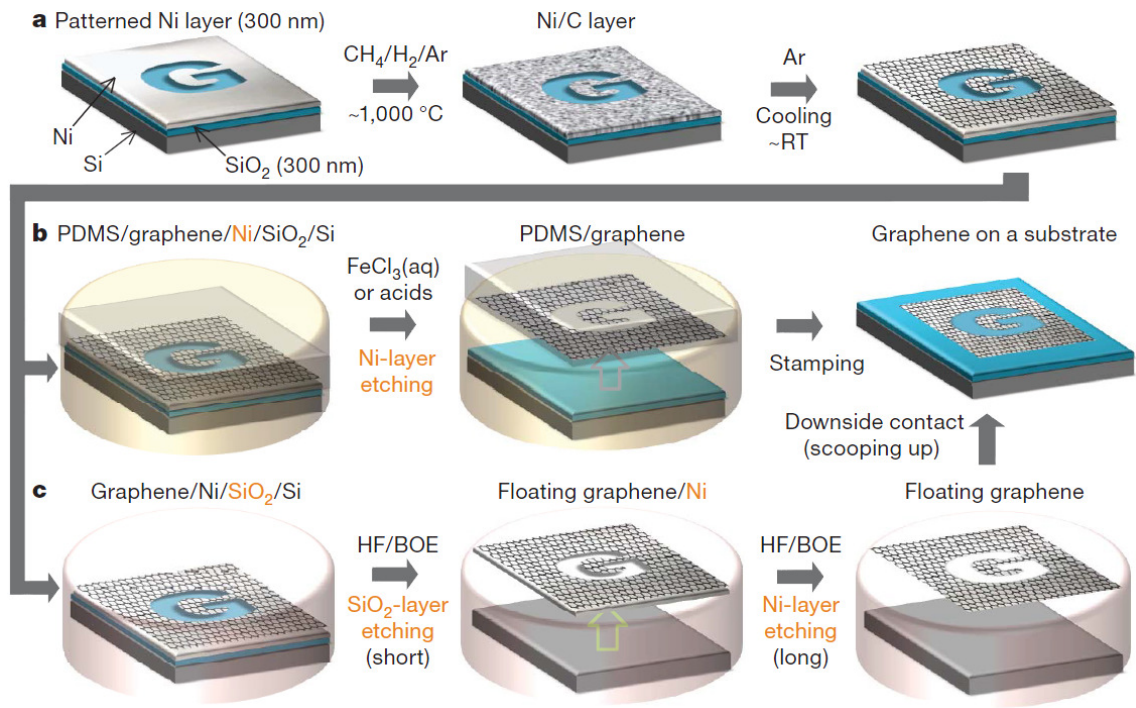 a Patterned Ni layer (300 nm)
CH₄/H₂/Ar
~1,000 °C
Ni/C layer
Ar
Cooling
~RT
Ni
Si
SiO₂ (300 nm)
b PDMS/graphene/Ni/SiO₂/Si
FeCl₃(aq)
or acids
Ni-layer
etching
PDMS/graphene
Stamping
Graphene on a substrate
Downside contact
(scooping up)
c Graphene/Ni/SiO₂/Si
HF/BOE
SiO₂-layer
etching
(short)
Floating graphene/Ni
HF/BOE
Ni-layer
etching
(long)
Floating graphene